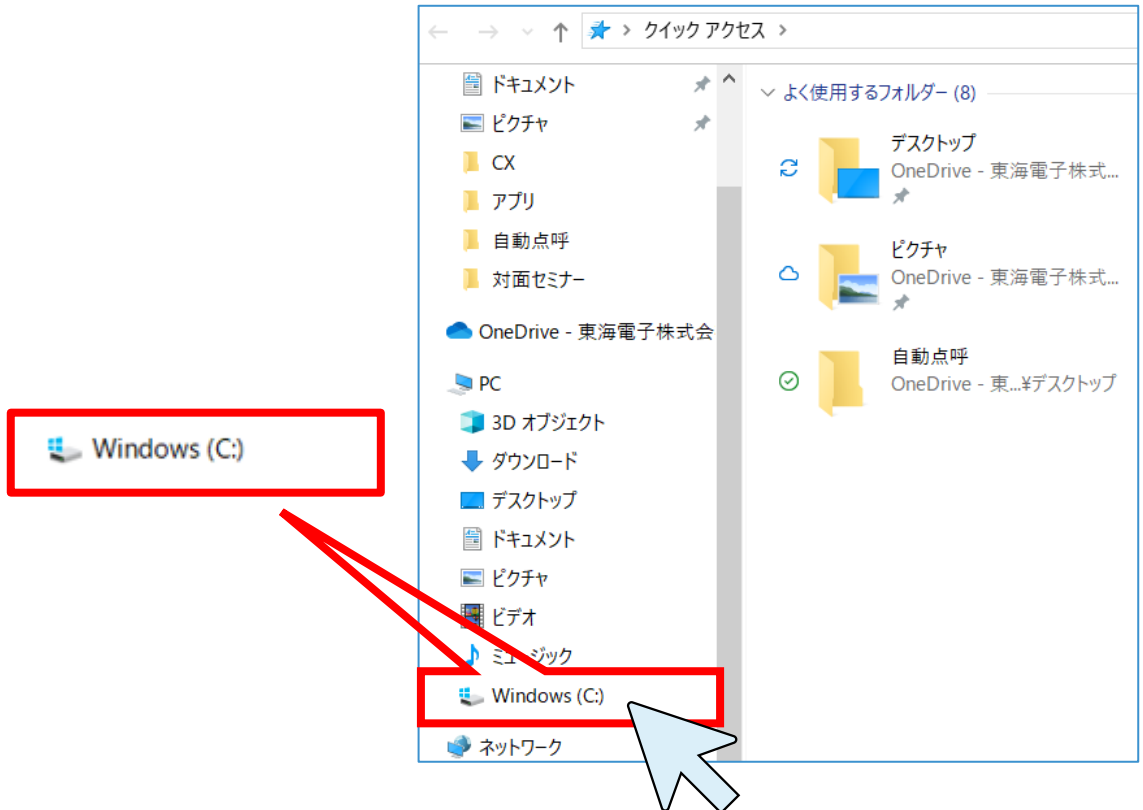 クイック アクセス
ドキュメント
ピクチャ
CX
アプリ
自動点呼
対面セミナー
OneDrive - 東海電子株式会
PC
3D オブジェクト
ダウンロード
デスクトップ
ドキュメント
ピクチャ
ビデオ
ミュージック
Windows (C:)
ネットワーク
よく使用するフォルダー (8)
デスクトップ
OneDrive - 東海電子株式...
ピクチャ
OneDrive - 東海電子株式...
自動点呼
OneDrive - 東...¥デスクトップ
Windows (C:)